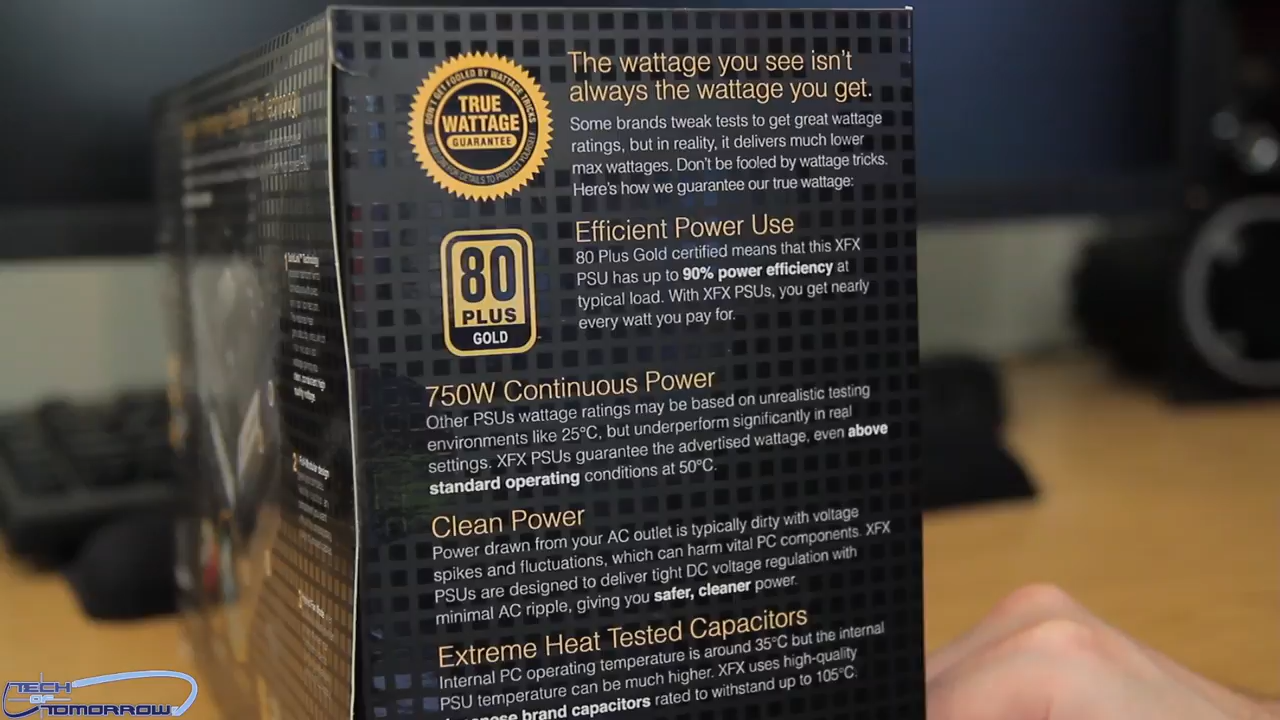 DON'T GET FOOLED BY WATTAGE TRICKS
TRUE
WATTAGE
GUARANTEE
The wattage you see isn't
always the wattage you get.
Some brands tweak tests to get great wattage
ratings, but in reality, it delivers much lower
max wattages. Don't be fooled by wattage tricks.
Here's how we guarantee our true wattage:
80
PLUS
GOLD
Efficient Power Use
80 Plus Gold certified means that this XFX
PSU has up to 90% power efficiency at
typical load. With XFX PSUs, you get nearly
every watt you pay for.
750W Continuous Power
Other PSUs wattage ratings may be based on unrealistic testing
environments like 25°C, but underperform significantly in real
settings. XFX PSUs guarantee the advertised wattage, even above
standard operating conditions at 50°C.
Clean Power
Power drawn from your AC outlet is typically dirty with voltage
spikes and fluctuations, which can harm vital PC components. XFX
PSUs are designed to deliver tight DC voltage regulation with
minimal AC ripple, giving you safer, cleaner power.
Extreme Heat Tested Capacitors
Internal PC operating temperature is around 35°C but the internal
PSU temperature can be much higher. XFX uses high-quality
brand capacitors rated to withstand up to 105°C.
TECH
OF
TOMORROW